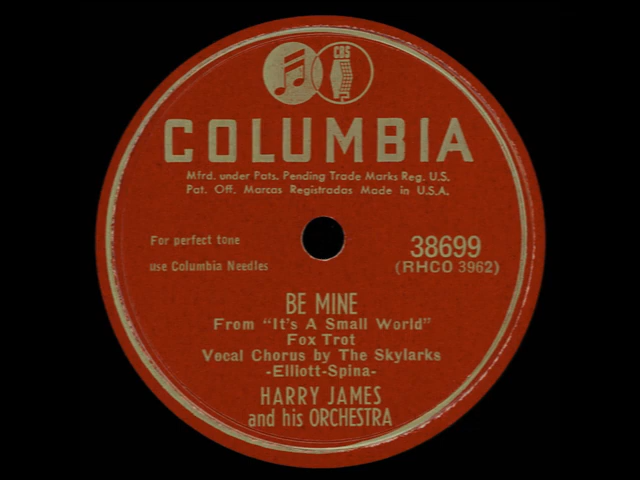 CBS
COLUMBIA
Mfrd. under Pats. Pending Trade Marks Reg. U.S.
Pat. Off. Marcas Registradas Made in U.S.A.
For perfect tone
use Columbia Needles
38699
(RHCO 3962)
BE MINE
From "It's A Small World"
Fox Trot
Vocal Chorus by The Skylarks
-Elliott-Spina-
HARRY JAMES
and his ORCHESTRA